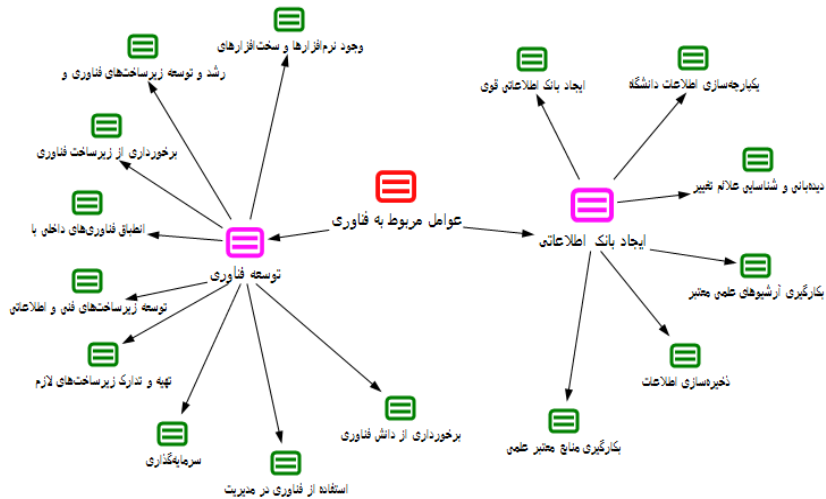 وجود نرم‌افزارها و سخت‌افزارهای
رشد و توسعه زیرساخت‌های فناوری و
ایجاد بانک اطلاعاتی قوی
یکپارچه‌سازی اطلاعات دانشگاه
برخورداری از زیرساخت فناوری
دیده‌بانی و شناسایی علائم تغییر
عوامل مربوط به فناوری
انطباق فناوری‌های داخلی با
ایجاد بانک اطلاعاتی
توسعه فناوری
بکارگیری آرشیوهای علمی معتبر
توسعه زیرساخت‌های فنی و اطلاعاتی
تهیه و تدارک زیرساخت‌های لازم
ذخیره‌سازی اطلاعات
برخورداری از دانش فناوری
بکارگیری منابع معتبر علمی
سرمایه‌گذاری
استفاده از فناوری در مدیریت